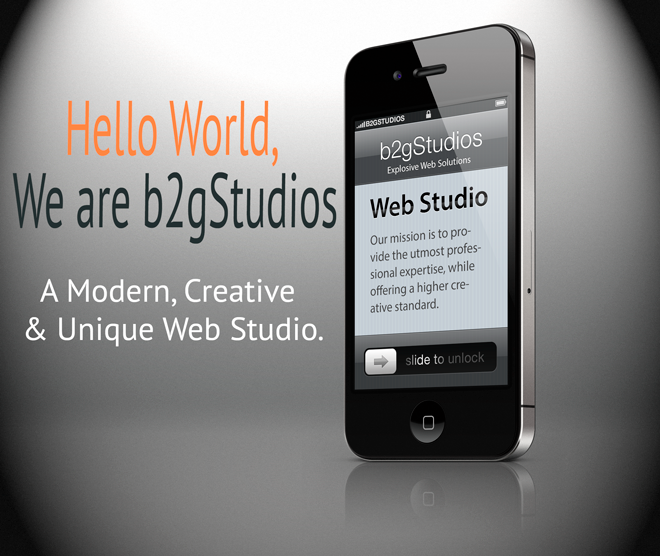 Hello World,
We are b2gStudios
A Modern, Creative
& Unique Web Studio.
B2GSTUDIOS
b2gStudios
Explosive Web Solutions
Web Studio
Our mission is to pro-
vide the utmost profes-
sional expertise, while
offering a higher cre-
ative standard.
slide to unlock